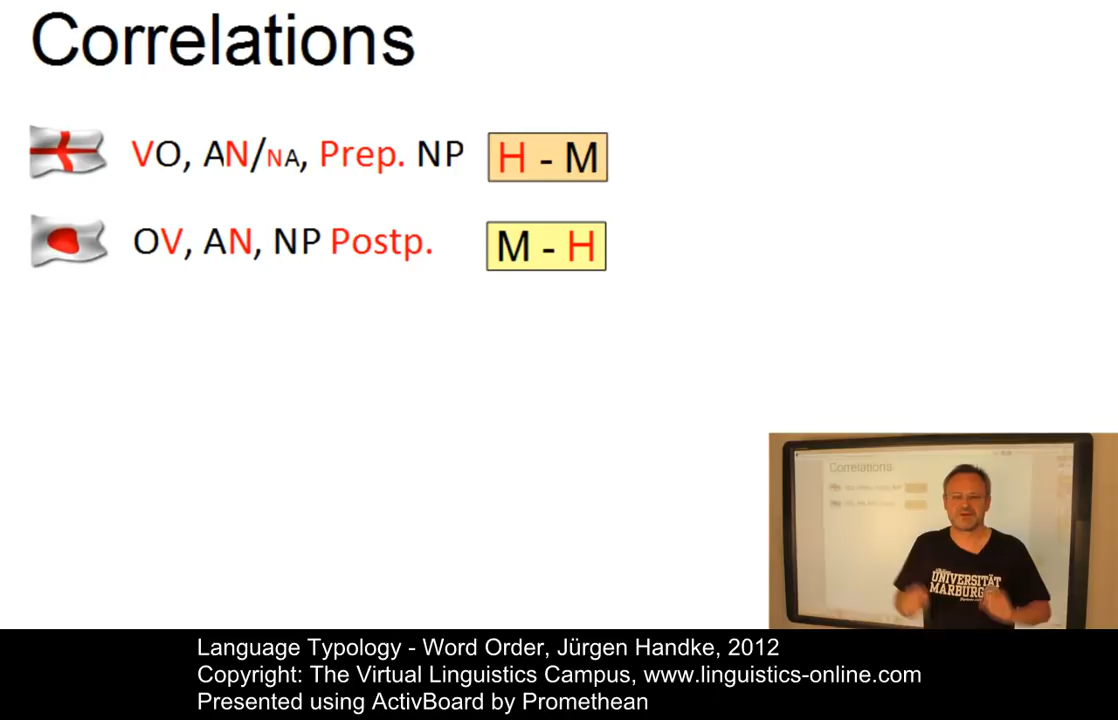 Correlations
VO, AN/NA, Prep. NP
H - M
OV, AN, NP Postp.
M - H
Correlations
UNIVERSITÄT
MARBURG
Language Typology - Word Order, Jürgen Handke, 2012
Copyright: The Virtual Linguistics Campus, www.linguistics-online.com
Presented using ActivBoard by Promethean